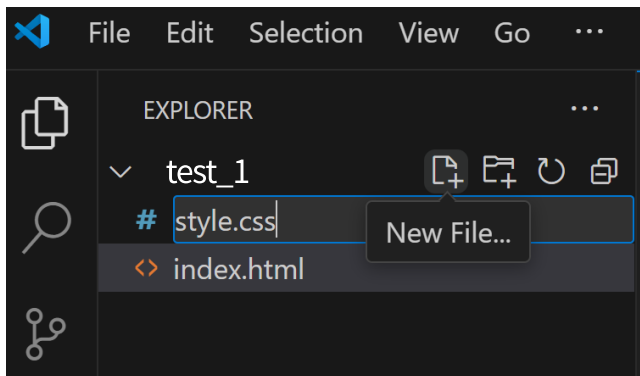 File Edit Selection View Go ...
EXPLORER ...
test_1
# style.css
New File...
<> index.html